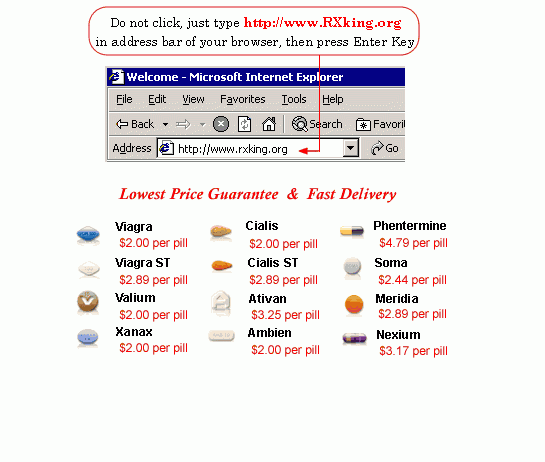 Do not click, just type http://www.RXking.org
in address bar of your browser, then press Enter Key
Welcome - Microsoft Internet Explorer
File Edit View Favorites Tools Help
Back Search Favorit
Address http://www.rxking.org Go
Lowest Price Guarantee & Fast Delivery
Viagra Cialis Phentermine
$2.00 per pill $2.00 per pill $4.79 per pill
Viagra ST Cialis ST Soma
$2.89 per pill $2.89 per pill $2.44 per pill
Valium Ativan Meridia
$2.00 per pill $3.25 per pill $2.89 per pill
Xanax Ambien Nexium
$2.00 per pill $2.00 per pill $3.17 per pill